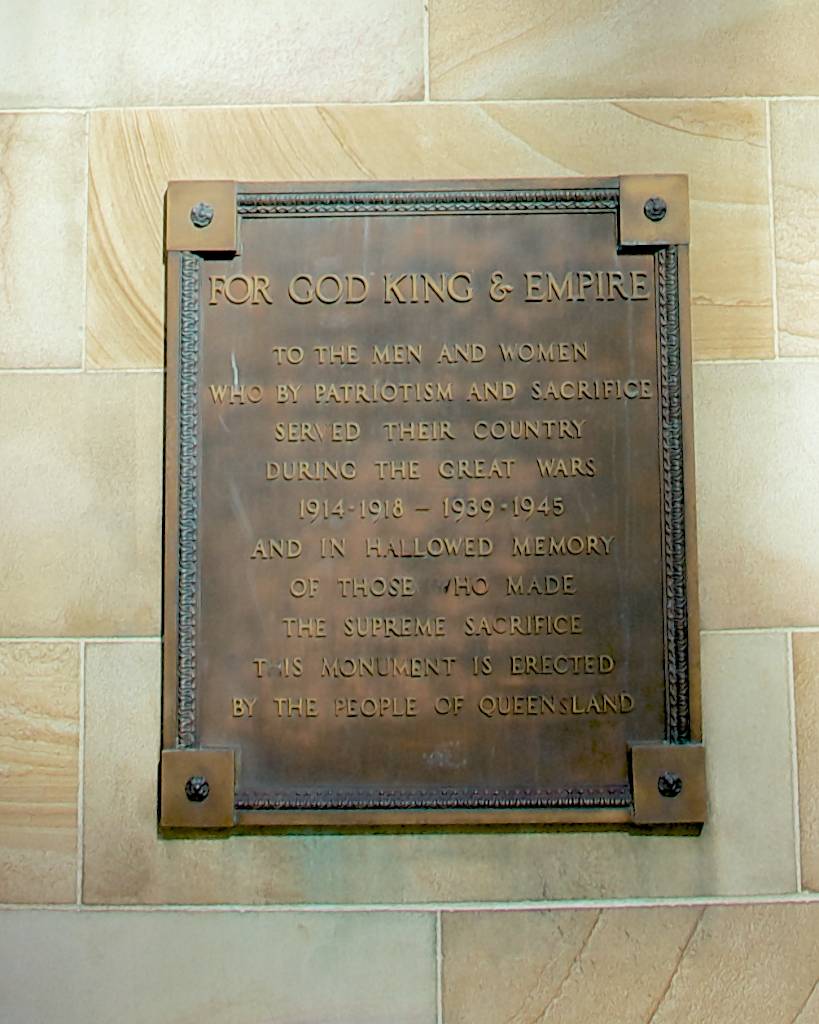 FOR GOD KING & EMPIRE
TO THE MEN AND WOMEN
WHO BY PATRIOTISM AND SACRIFICE
SERVED THEIR COUNTRY
DURING THE GREAT WARS
1914-1918 – 1939-1945
AND IN HALLOWED MEMORY
OF THOSE WHO MADE
THE SUPREME SACRIFICE
THIS MONUMENT IS ERECTED
BY THE PEOPLE OF QUEENSLAND